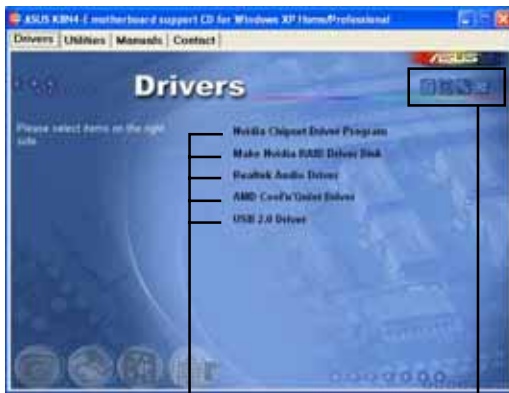 ASUS K8N4-E motherboard support CD for Windows XP Home/Professional
Drivers Utilities Manuals Contact
ASUS
Drivers
Please select items on the right side.
Nvidia Chipset Driver Program
Make Nvidia RAID Driver Disk
Realtek Audio Driver
AMD Cool'n'Quiet Driver
USB 2.0 Driver